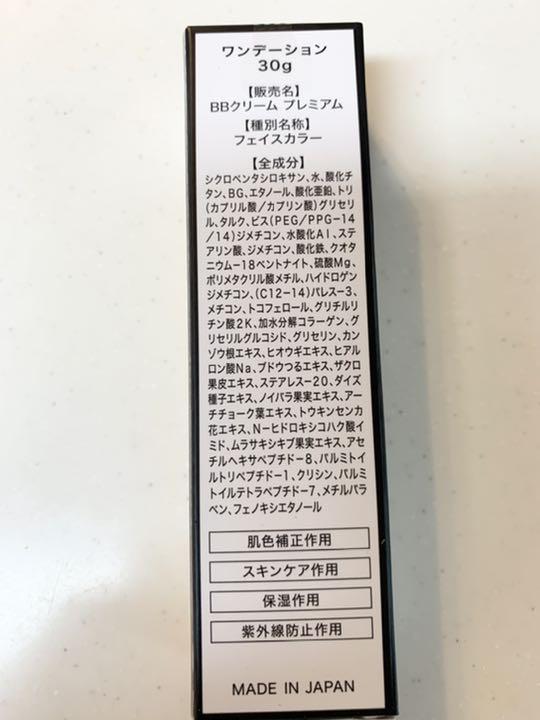 ワンデーション
30g
【販売名】
BBクリーム プレミアム
【種別名称】
フェイスカラー
【全成分】
シクロペンタシロキサン、水、酸化チ
タン、BG、エタノール、酸化亜鉛、トリ
(カプリル酸/カプリン酸)グリセリ
ル、タルク、ビス(PEG/PPG-14
/14)ジメチコン、水酸化Al、ステ
アリン酸、ジメチコン、酸化鉄、クオタ
ニウム-18ベントナイト、硫酸Mg、
ポリメタクリル酸メチル、ハイドロゲン
ジメチコン、(C12-14)パレス-3、
メチコン、トコフェロール、グリチルリ
チン酸2K、加水分解コラーゲン、グ
リセリルグルコシド、グリセリン、カン
ゾウ根エキス、ヒオウギエキス、ヒアル
ロン酸Na、ブドウつるエキス、ザクロ
果皮エキス、ステアレス-20、ダイズ
種子エキス、ノイバラ果実エキス、アー
チチョーク葉エキス、トウキンセンカ
花エキス、N-ヒドロキシコハク酸イ
ミド、ムラサキシキブ果実エキス、アセ
チルヘキサペプチド-8、パルミトイ
ルトリペプチド-1、クリシン、パルミ
トイルテトラペプチド-7、メチルパラ
ベン、フェノキシエタノール
肌色補正作用
スキンケア作用
保湿作用
紫外線防止作用
MADE IN JAPAN